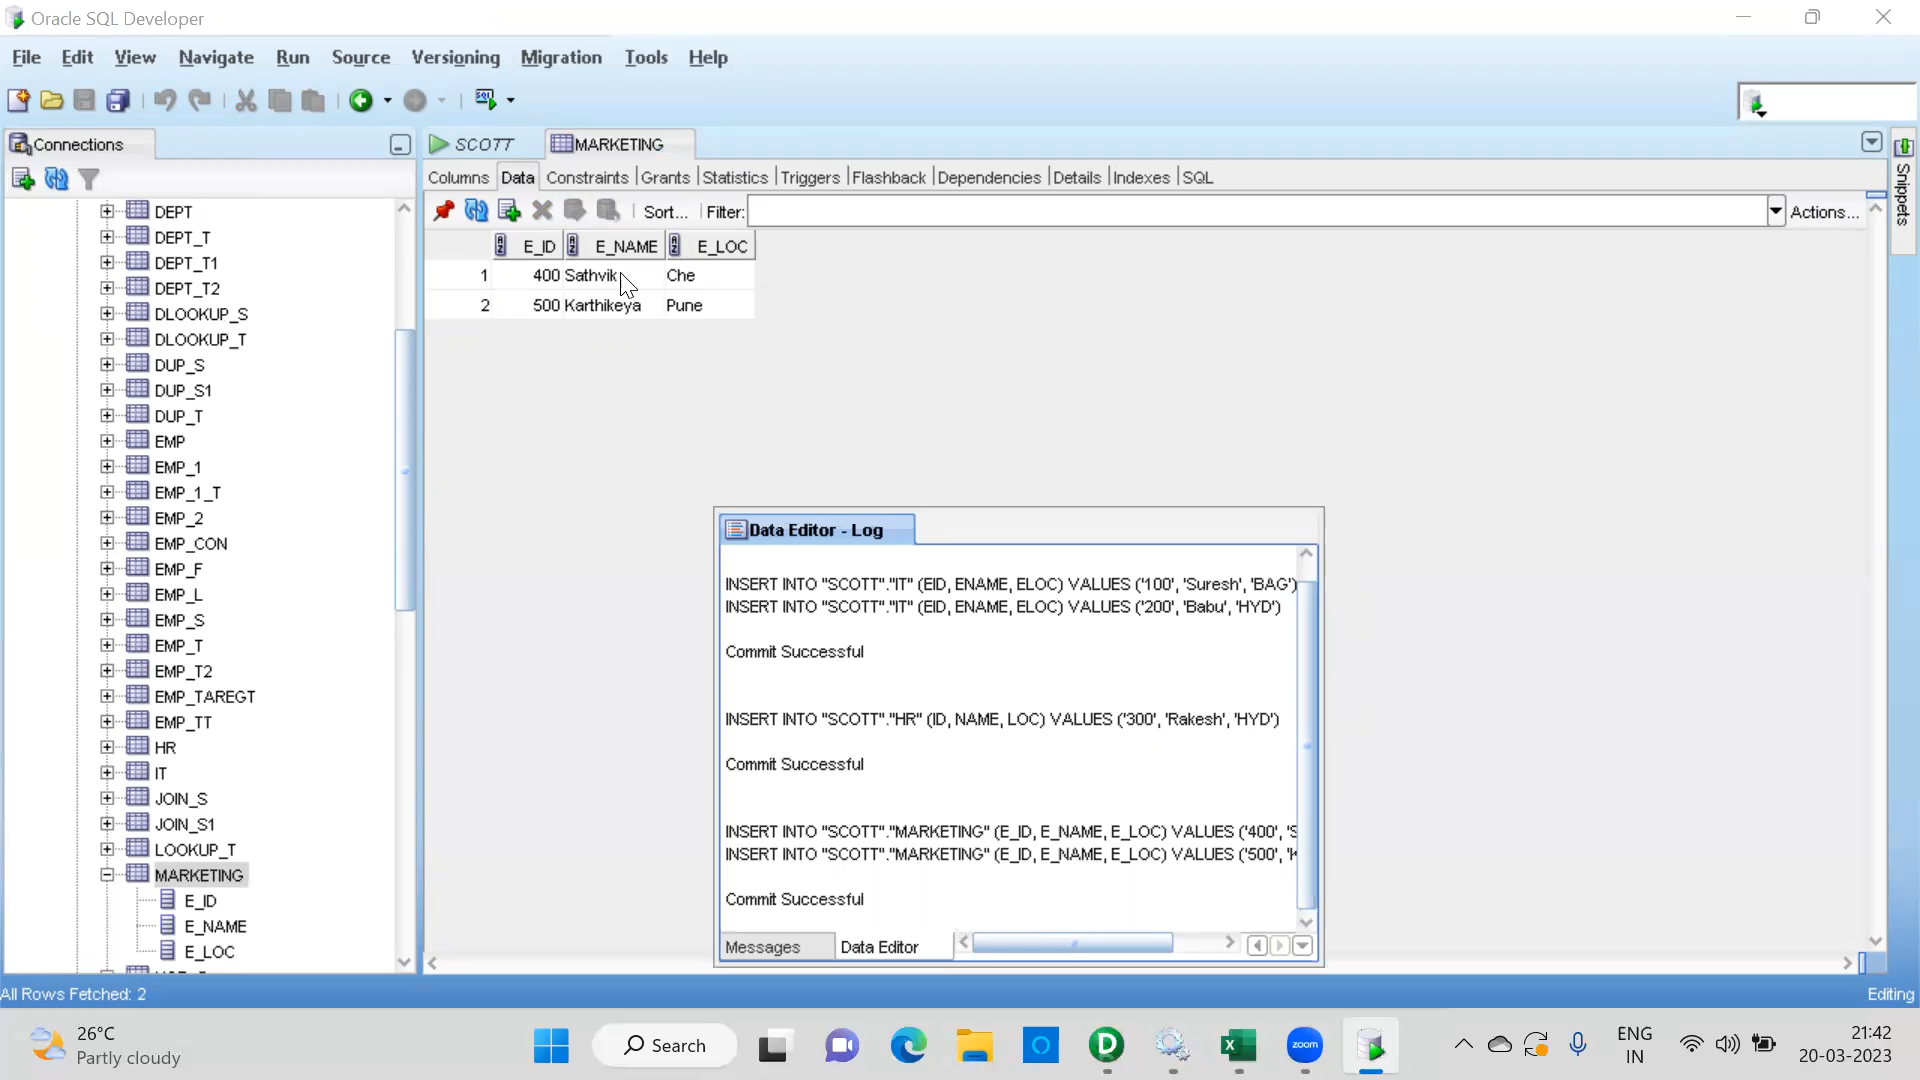 Oracle SQL Developer
File Edit View Navigate Run Source Versioning Migration Tools Help
Connections
DEPT
DEPT_T
DEPT_T1
DEPT_T2
DLOOKUP_S
DLOOKUP_T
DUP_S
DUP_S1
DUP_T
EMP
EMP_1
EMP_1_T
EMP_2
EMP_CON
EMP_F
EMP_L
EMP_S
EMP_T
EMP_T2
EMP_TAREGT
EMP_TT
HR
IT
JOIN_S
JOIN_S1
LOOKUP_T
MARKETING
E_ID
E_NAME
E_LOC
SCOTT MARKETING
Columns Data Constraints Grants Statistics Triggers Flashback Dependencies Details Indexes SQL
Sort... Filter: Actions...
E_ID E_NAME E_LOC
1 400 Sathvik Che
2 500 Karthikeya Pune
Snippets
Data Editor - Log
INSERT INTO "SCOTT"."IT" (EID, ENAME, ELOC) VALUES ('100', 'Suresh', 'BAG')
INSERT INTO "SCOTT"."IT" (EID, ENAME, ELOC) VALUES ('200', 'Babu', 'HYD')
Commit Successful
INSERT INTO "SCOTT"."HR" (ID, NAME, LOC) VALUES ('300', 'Rakesh', 'HYD')
Commit Successful
INSERT INTO "SCOTT"."MARKETING" (E_ID, E_NAME, E_LOC) VALUES ('400', 'S
INSERT INTO "SCOTT"."MARKETING" (E_ID, E_NAME, E_LOC) VALUES ('500', 'K
Commit Successful
Messages Data Editor
All Rows Fetched: 2 Editing
26°C
Partly cloudy
Search
zoom
ENG
IN
21:42
20-03-2023